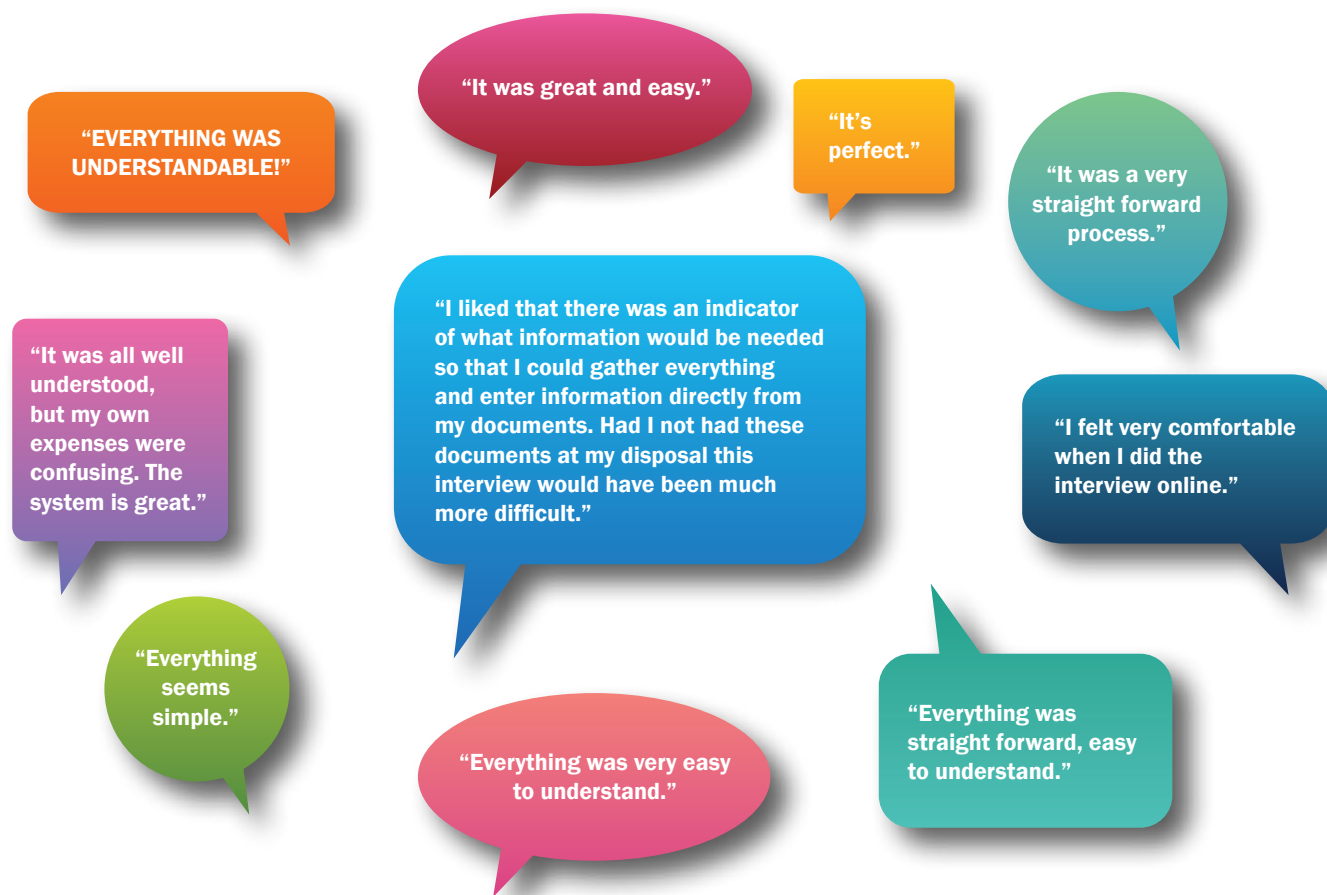 “It was great and easy.”
“EVERYTHING WAS
UNDERSTANDABLE!”
“It’s
perfect.”
“It was a very
straight forward
process.”
“I liked that there was an indicator
of what information would be needed
so that I could gather everything
and enter information directly from
my documents. Had I not had these
documents at my disposal this
interview would have been much
more difficult.”
“It was all well
understood,
but my own
expenses were
confusing. The
system is great.”
“I felt very comfortable
when I did the
interview online.”
“Everything
seems
simple.”
“Everything was
straight forward, easy
to understand.”
“Everything was very easy
to understand.”